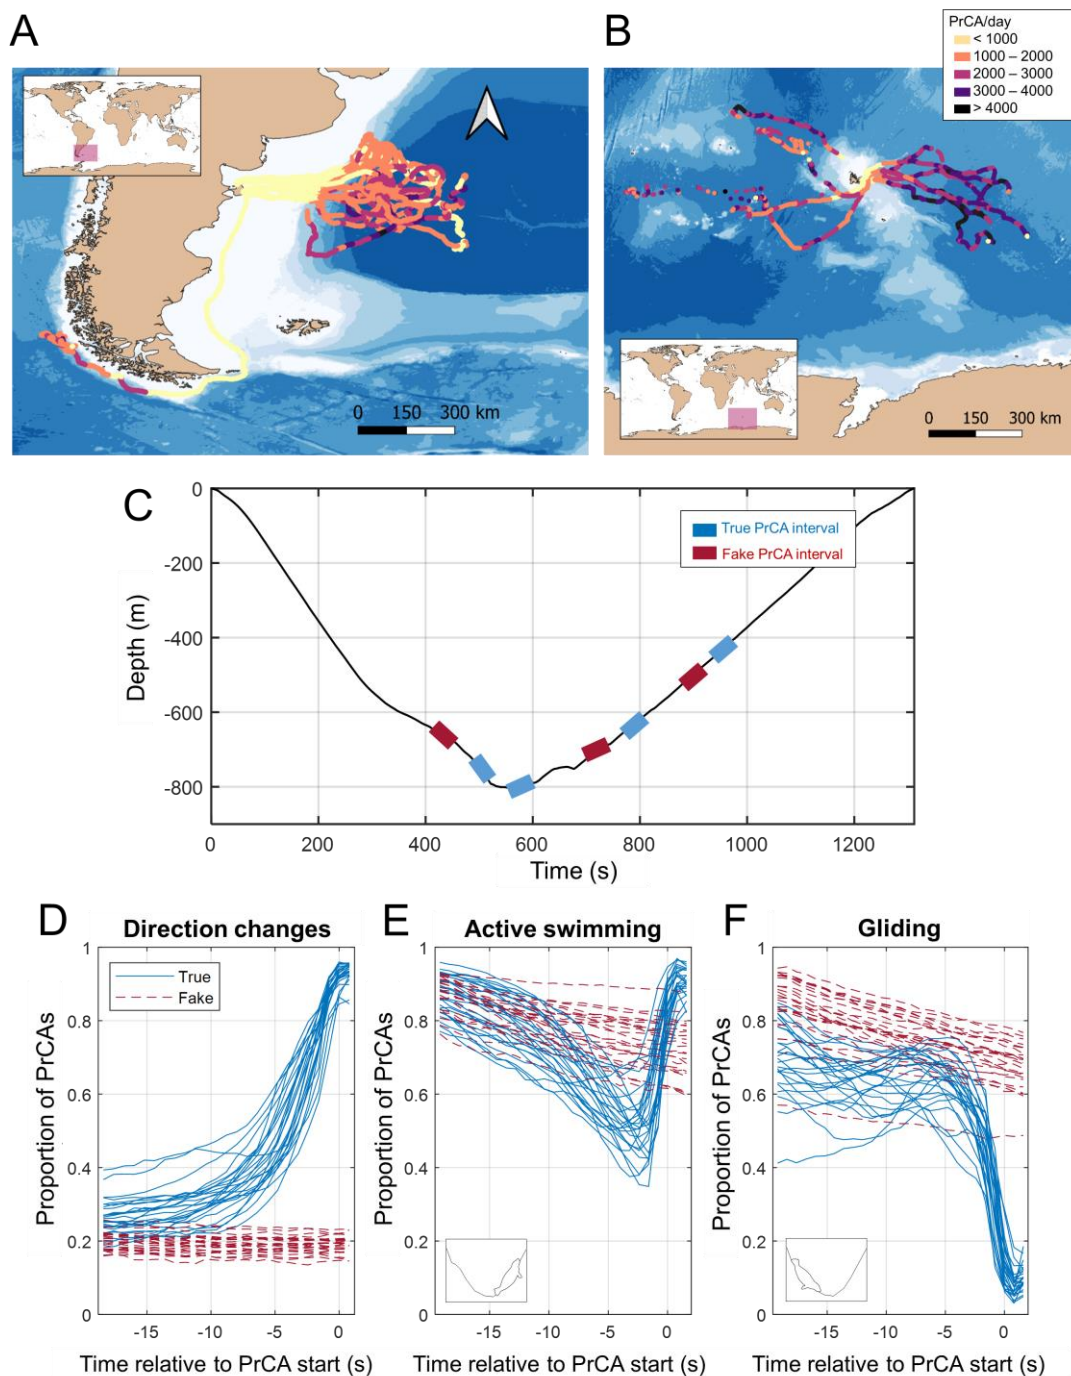 A
B
PrCA/day
< 1000
1000 – 2000
2000 – 3000
3000 – 4000
> 4000
0 150 300 km
0 150 300 km
C
True PrCA interval
Fake PrCA interval
0
-200
-400
-600
-800
Depth (m)
0 200 400 600 800 1000 1200
Time (s)
D Direction changes
True
Fake
1
0.8
0.6
0.4
0.2
0
Proportion of PrCAs
-15 -10 -5 0
Time relative to PrCA start (s)
E Active swimming
1
0.8
0.6
0.4
0.2
0
Proportion of PrCAs
-15 -10 -5 0
Time relative to PrCA start (s)
F Gliding
1
0.8
0.6
0.4
0.2
0
Proportion of PrCAs
-15 -10 -5 0
Time relative to PrCA start (s)